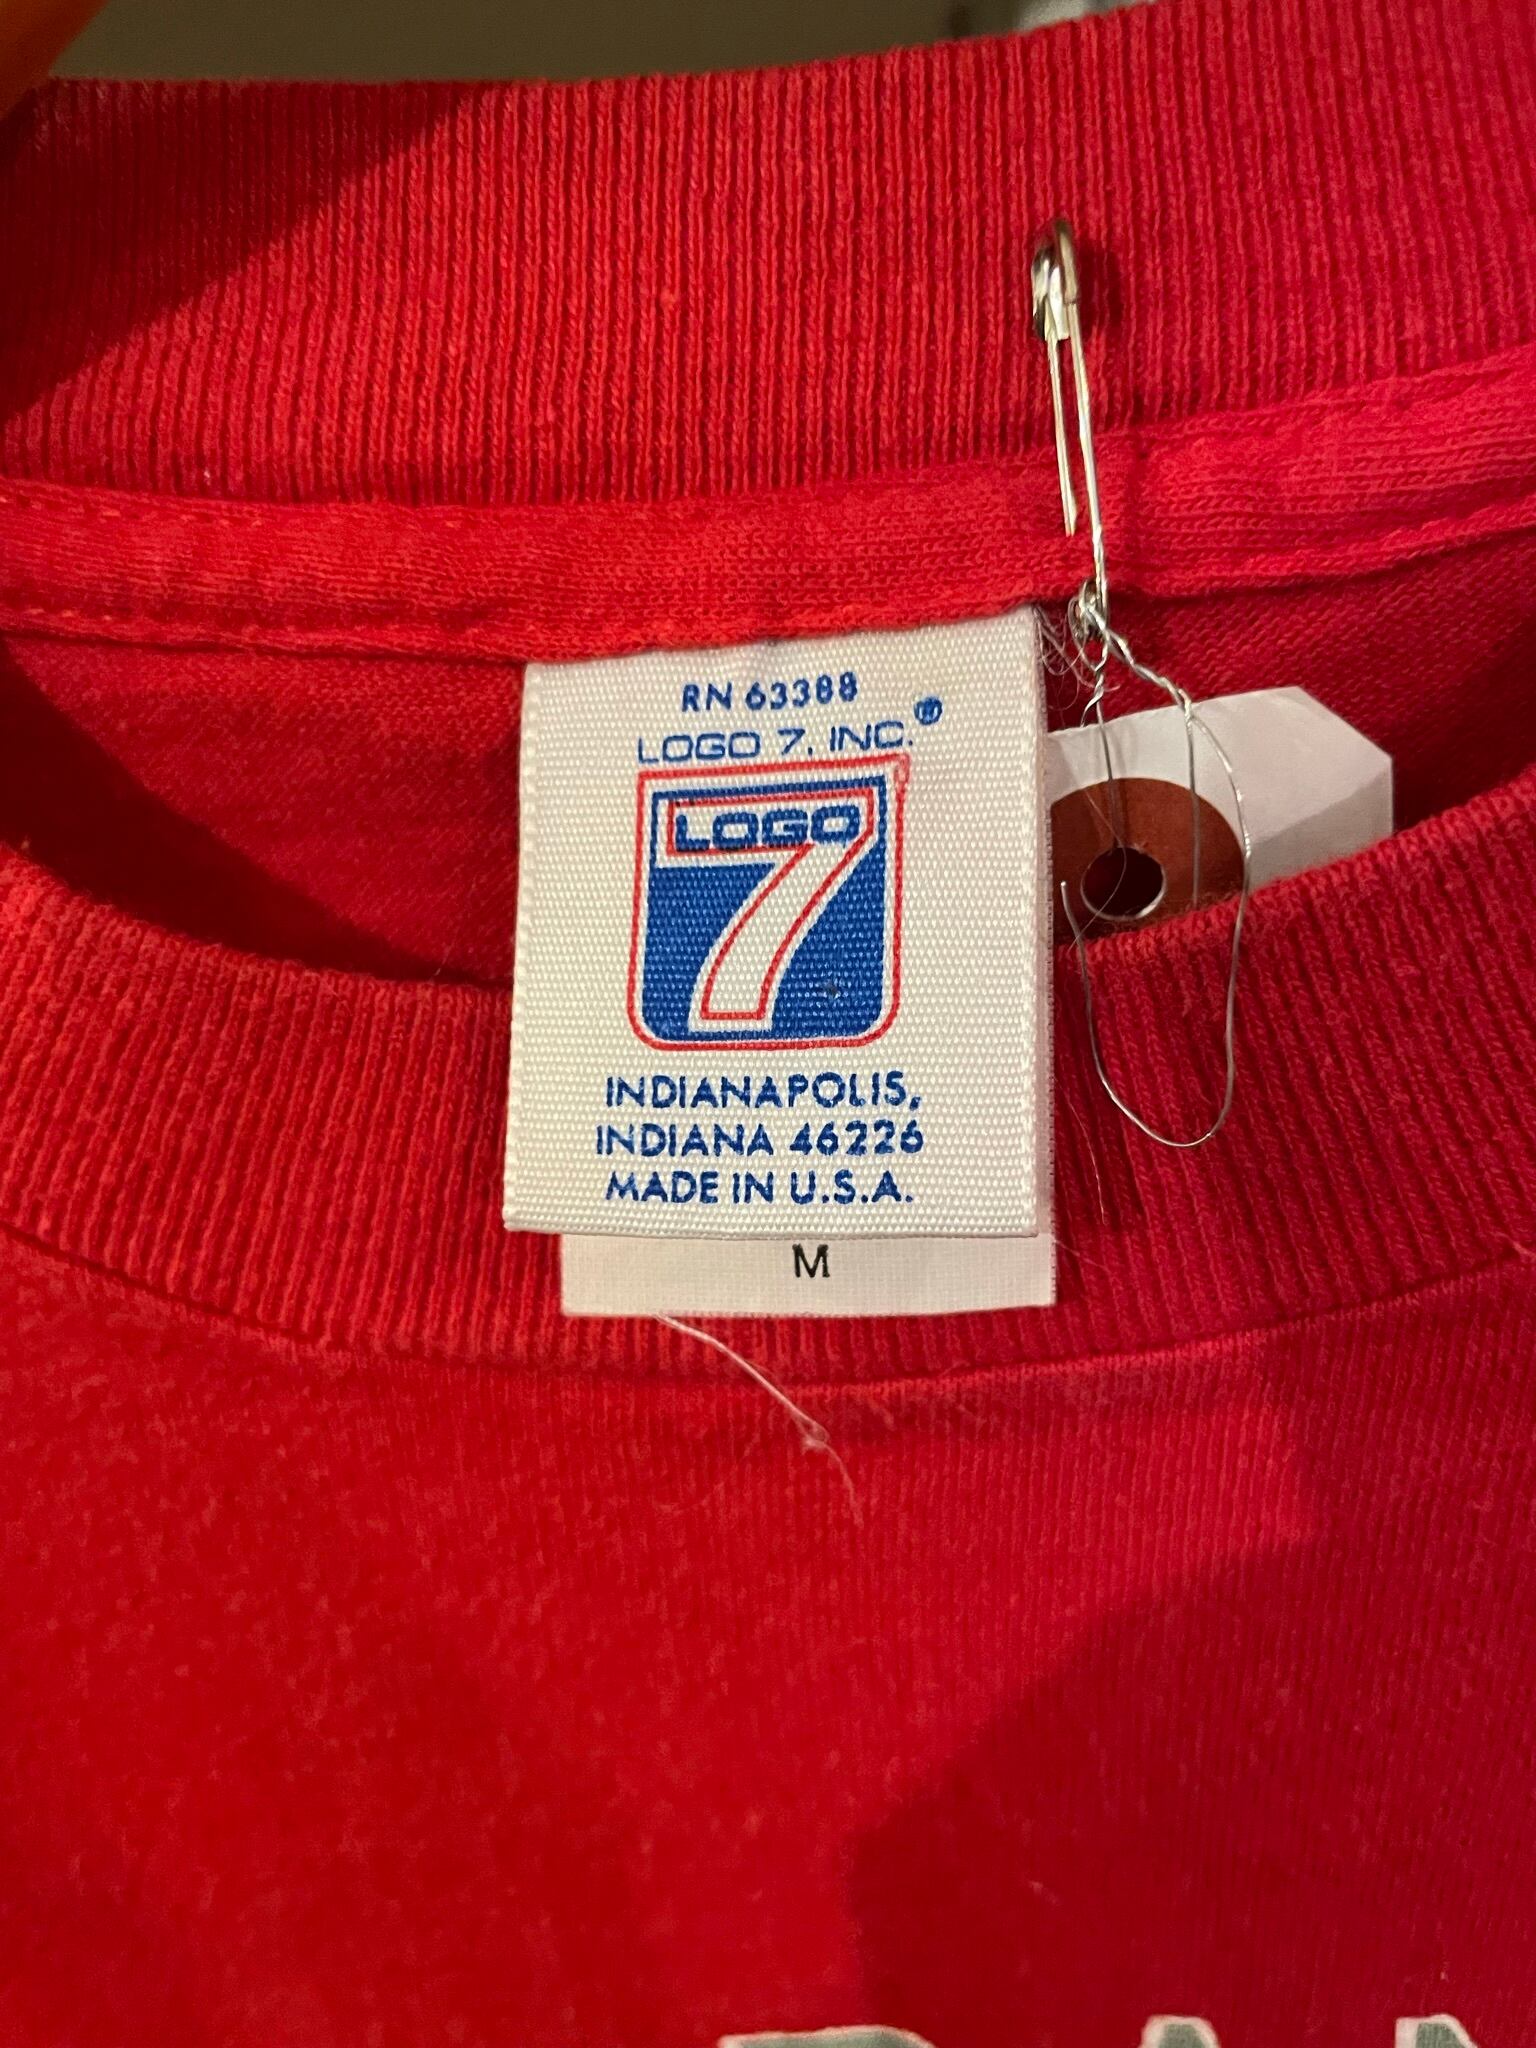 RN 63388
LOGO 7, INC.®
LOGO
7
INDIANAPOLIS,
INDIANA 46226
MADE IN U.S.A.
M